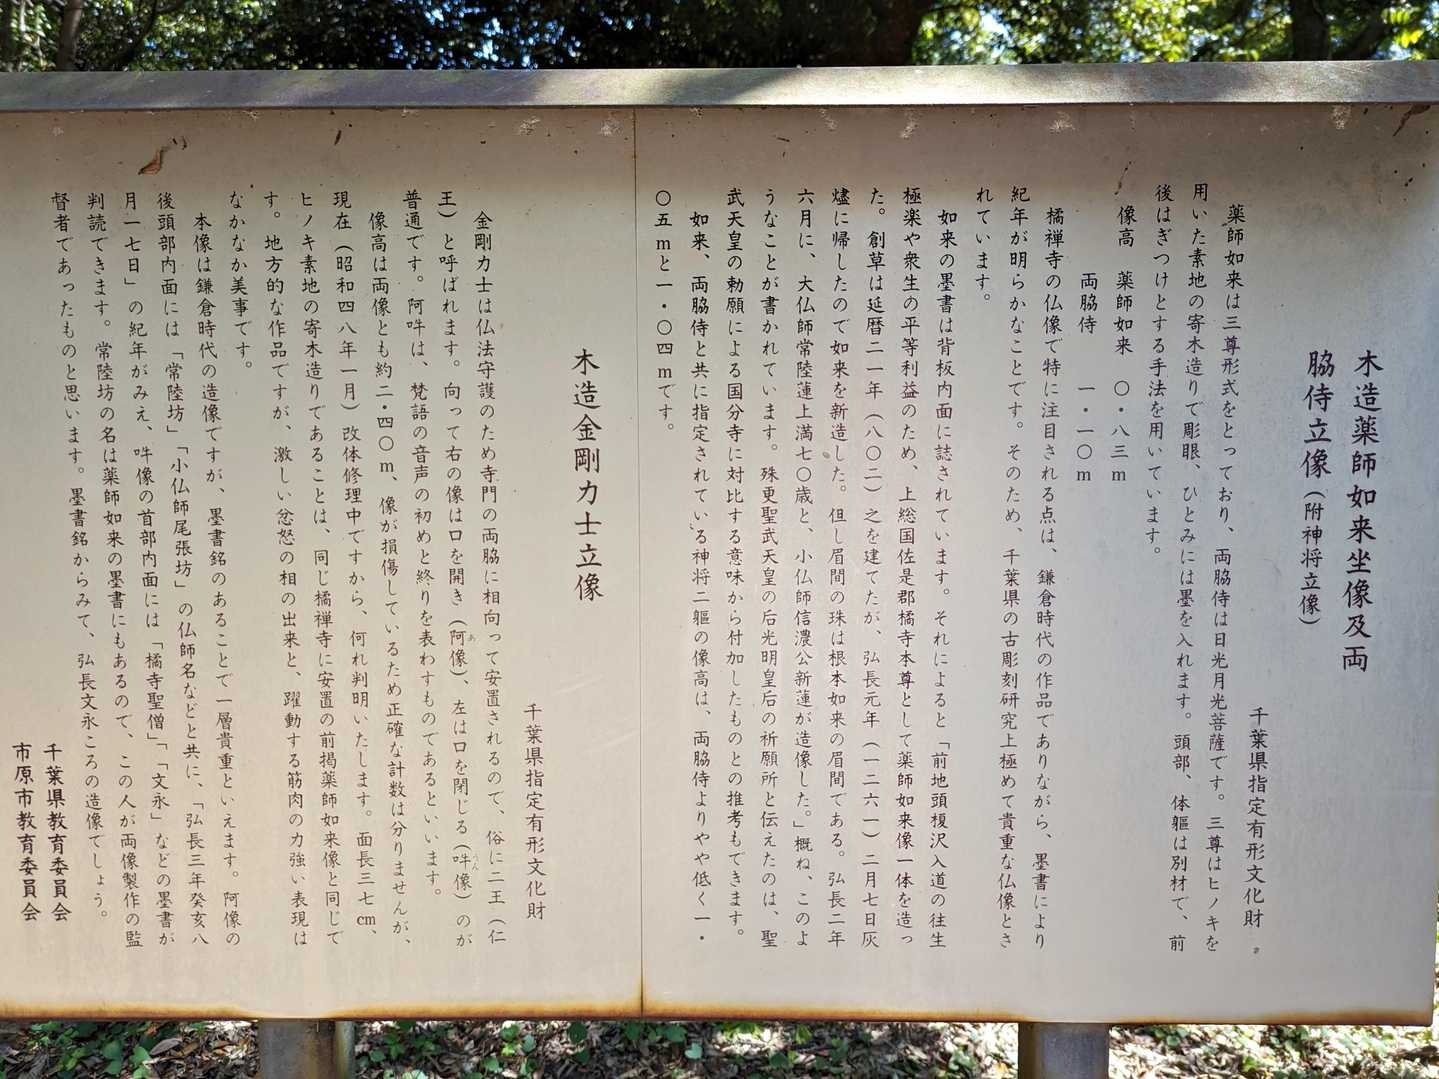 木造薬師如来坐像及両
脇侍立像(附神将立像)
千葉県指定有形文化財
薬師如来は三尊形式をとっており、両脇侍は日光月光菩薩です。三尊はヒノキを
用いた素地の寄木造りで彫眼、ひとみには墨を入れます。頭部、体軀は別材で、前
後はぎつけとする手法を用いています。
像高 薬師如来 〇・八三m
両脇侍 一・一〇m
橘禅寺の仏像で特に注目される点は、鎌倉時代の作品でありながら、墨書により
紀年が明らかなことです。そのため、千葉県の古彫刻研究上極めて貴重な仏像とさ
れています。
如来の墨書は背板内面に誌されています。それによると「前地頭榎沢入道の往生
極楽や衆生の平等利益のため、上総国佐是郡橘寺本尊として薬師如来像一体を造っ
た。創草は延暦二一年(八〇二)之を建てたが、弘長元年(一二六一)二月七日灰
燼に帰したので如来を新造した。但し眉間の珠は根本如来の眉間である。弘長二年
六月に、大仏師常陸蓮上満七〇歳と、小仏師信濃公新蓮が造像した。」概ね、このよ
うなことが書かれています。殊更聖武天皇の后光明皇后の祈願所と伝えたのは、聖
武天皇の勅願による国分寺に対比する意味から付加したものとの推考もできます。
如来、両脇侍と共に指定されている神将二軀の像高は、両脇侍よりやや低く一・
〇五mと一・〇四mです。
木造金剛力士立像
千葉県指定有形文化財
金剛力士は仏法守護のため寺門の両脇に相向って安置されるので、俗に二王(仁
王)と呼ばれます。向って右の像は口を開き(阿像)、左は口を閉じる(吽像)のが
普通です。阿吽は、梵語の音声の初めと終りを表わすものであるといいます。
像高は両像とも約二・四〇m、像が損傷しているため正確な計数は分りませんが、
現在(昭和四八年一月)改体修理中ですから、何れ判明いたします。面長三七cm、
ヒノキ素地の寄木造りであることは、同じ橘禅寺に安置の前掲薬師如来像と同じで
す。地方的な作品ですが、激しい忿怒の相の出来と、躍動する筋肉の力強い表現は
なかなか美事です。
本像は鎌倉時代の造像ですが、墨書銘のあることで一層貴重といえます。阿像の
後頭部内面には「常陸坊」「小仏師尾張坊」の仏師名などと共に、「弘長三年癸亥八
月一七日」の紀年がみえ、吽像の首部内面には「橘寺聖僧」「文永」などの墨書が
判読できます。常陸坊の名は薬師如来の墨書にもあるので、この人が両像製作の監
督者であったものと思います。墨書銘からみて、弘長文永ころの造像でしょう。
千葉県教育委員会
市原市教育委員会